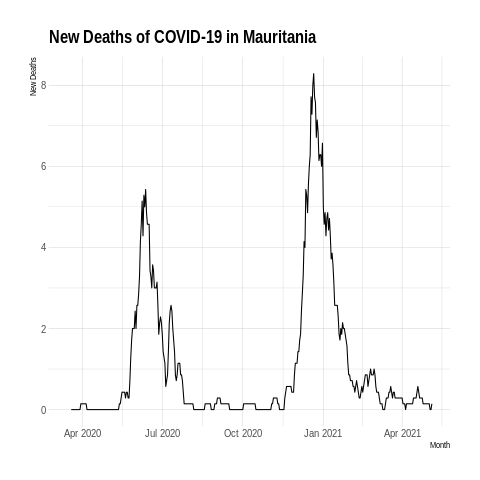 New Deaths of COVID-19 in Mauritania
New Deaths
8
6
4
2
0
Apr 2020 Jul 2020 Oct 2020 Jan 2021 Apr 2021
Month